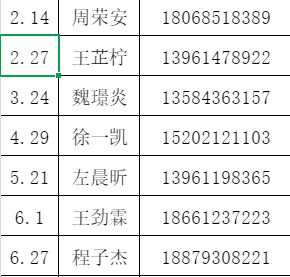 2.14 周荣安 18068518389
2.27 王芷柠 13961478922
3.24 魏璟炎 13584363157
4.29 徐一凯 15202121103
5.21 左晨昕 13961198365
6.1 王劲霖 18661237223
6.27 程子杰 18879308221